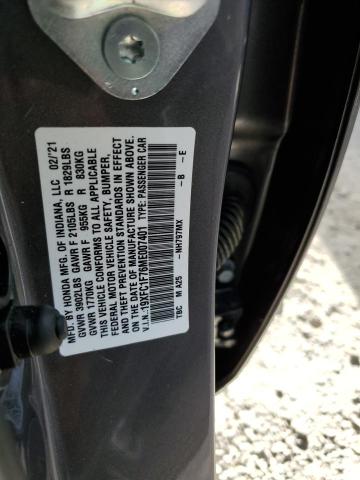 MFD. BY HONDA MFG. OF INDIANA, LLC 02/'21
GVWR 3902LBS GAWR F 2105LBS R 1829LBS
GVWR 1770KG GAWR F 955KG R 830KG
THIS VEHICLE CONFORMS TO ALL APPLICABLE
FEDERAL MOTOR VEHICLE SAFETY, BUMPER,
AND THEFT PREVENTION STANDARDS IN EFFECT
ON THE DATE OF MANUFACTURE SHOWN ABOVE.
V.I.N.:19XFC1F76ME007401 TYPE:PASSENGER CAR
TBC M A25 -NH797MX -B -E